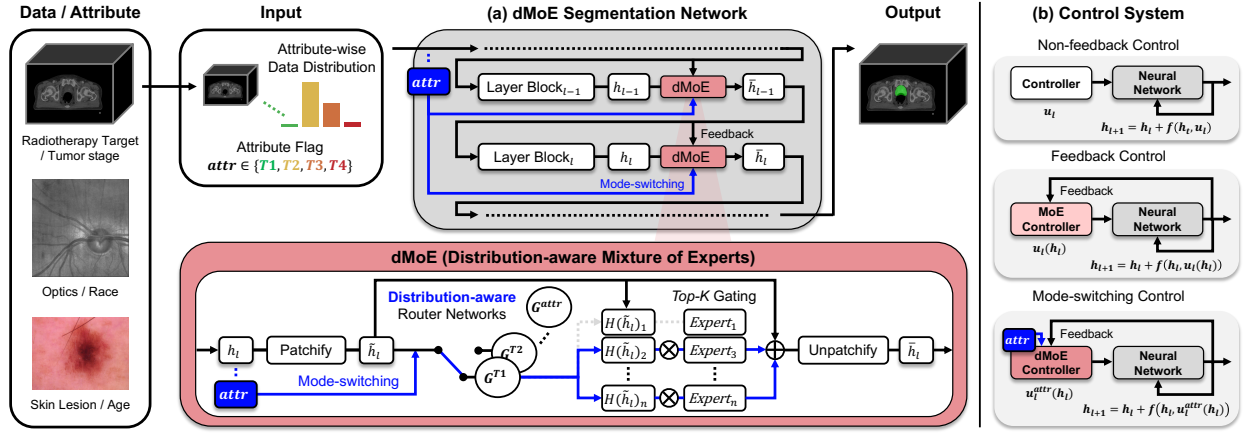 Data / Attribute
Radiotherapy Target
/ Tumor stage
Optics / Race
Skin Lesion / Age
Input
Attribute-wise
Data Distribution
Attribute Flag
attr ∈ {T1, T2, T3, T4}
(a) dMoE Segmentation Network
attr
Layer Block_{l−1}
h_{l−1}
dMoE
h̄_{l−1}
Feedback
Layer Block_l
h_l
dMoE
h̄_l
Mode-switching
Output
dMoE (Distribution-aware Mixture of Experts)
Distribution-aware
Router Networks
G^{attr}
G^{T2}
G^{T1}
Top-K Gating
h_l
Patchify
h̃_l
attr
Mode-switching
H(h̃_l)_1
Expert_1
H(h̃_l)_2
Expert_3
H(h̃_l)_n
Expert_n
Unpatchify
h̄_l
(b) Control System
Non-feedback Control
Controller
Neural
Network
u_l
h_{l+1} = h_l + f(h_l, u_l)
Feedback Control
Feedback
MoE
Controller
Neural
Network
u_l(h_l)
h_{l+1} = h_l + f(h_l, u_l(h_l))
Mode-switching Control
attr
Feedback
dMoE
Controller
Neural
Network
u_l^{attr}(h_l)
h_{l+1} = h_l + f(h_l, u_l^{attr}(h_l))